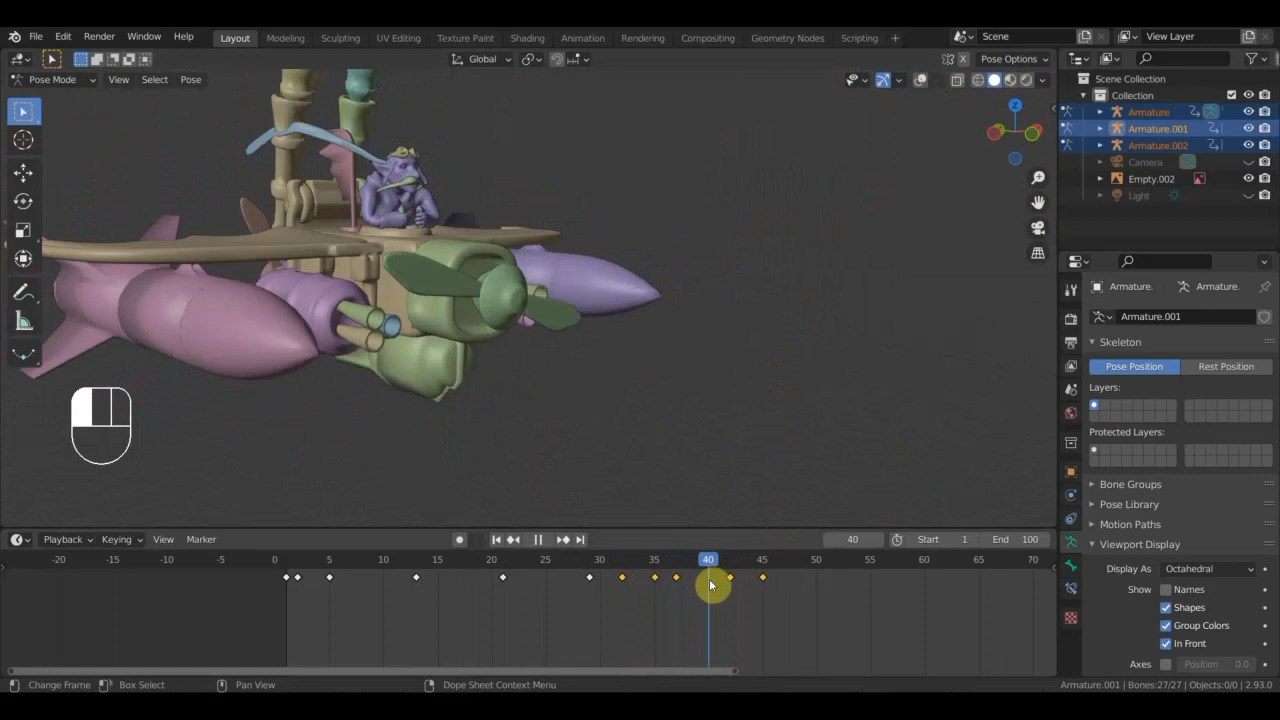 File Edit Render Window Help Layout Modeling Sculpting UV Editing Texture Paint Shading Animation Rendering Compositing Geometry Nodes Scripting + Scene View Layer
Global Pose Options
Pose Mode View Select Pose
Scene Collection
Collection
Armature
Armature.001
Armature.002
Camera
Empty.002
Light
Z
Armature. Armature.
Armature.001
Skeleton
Pose Position Rest Position
Layers:
Protected Layers:
Bone Groups
Pose Library
Motion Paths
Viewport Display
Display As Octahedral
Show Names
Shapes
Group Colors
In Front
Axes Position 0.0
Playback Keying View Marker 40 Start 1 End 100
-20 -15 -10 -5 0 5 10 15 20 25 30 35 40 45 50 55 60 65 70
Change Frame Box Select Pan View Dope Sheet Context Menu Armature.001 | Bones:27/27 | Objects:0/0 | 2.93.0